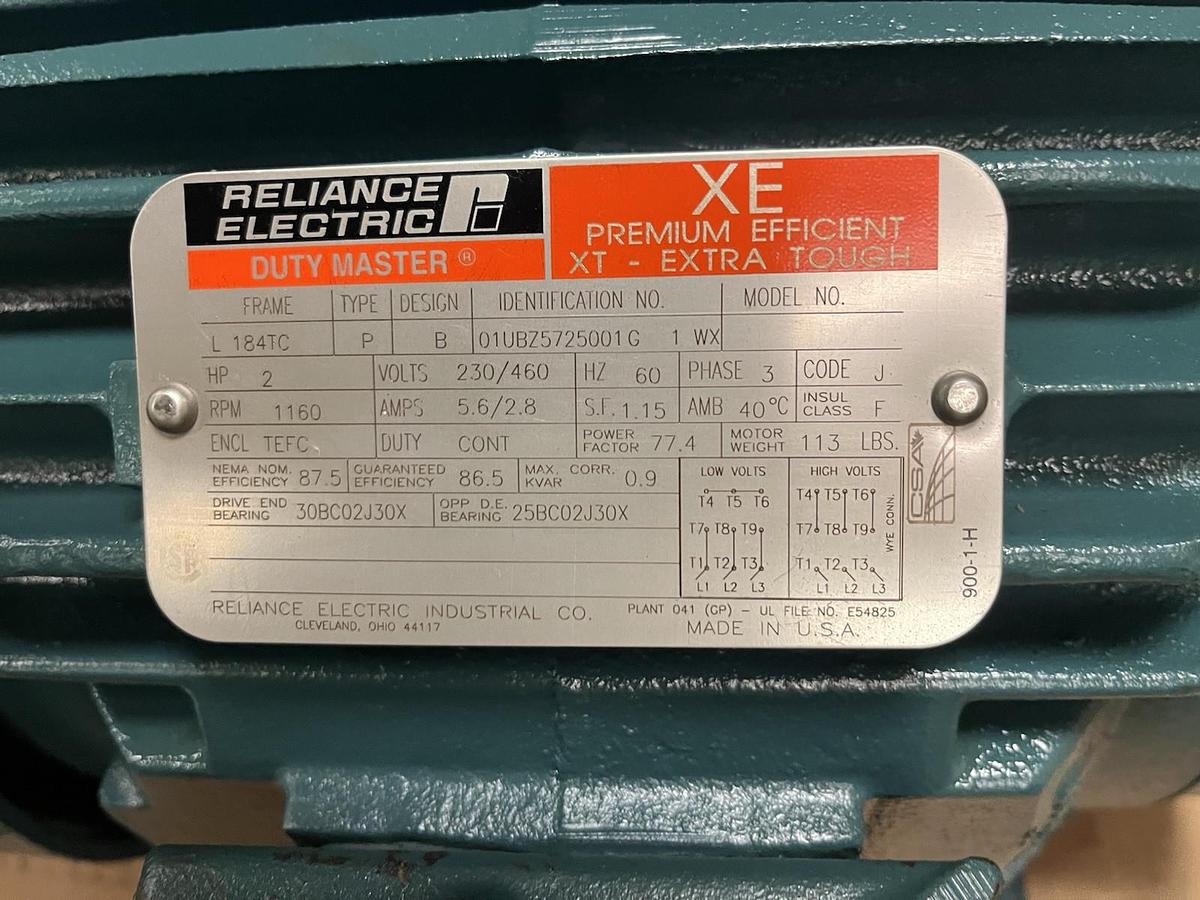 RELIANCE
ELECTRIC
DUTY MASTER ®
XE
PREMIUM EFFICIENT
XT - EXTRA TOUGH
FRAME TYPE DESIGN IDENTIFICATION NO. MODEL NO.
L 184TC P B 01UBZ5725001G 1 WX
HP 2 VOLTS 230/460 HZ 60 PHASE 3 CODE J
RPM 1160 AMPS 5.6/2.8 S.F. 1.15 AMB 40°C INSUL CLASS F
ENCL TEFC DUTY CONT POWER FACTOR 77.4 MOTOR WEIGHT 113 LBS.
NEMA NOM. EFFICIENCY 87.5 GUARANTEED EFFICIENCY 86.5 MAX. CORR. KVAR 0.9
DRIVE END BEARING 30BC02J30X OPP D.E. BEARING 25BC02J30X
LOW VOLTS HIGH VOLTS
T4 T5 T6 T4 T5 T6
T7 T8 T9 T7 T8 T9
T1 T2 T3 T1 T2 T3
L1 L2 L3 L1 L2 L3
WYE CONN.
CSA
900-1-H
RELIANCE ELECTRIC INDUSTRIAL CO. PLANT 041 (GP) - UL FILE NO. E54825
CLEVELAND, OHIO 44117 MADE IN U.S.A.